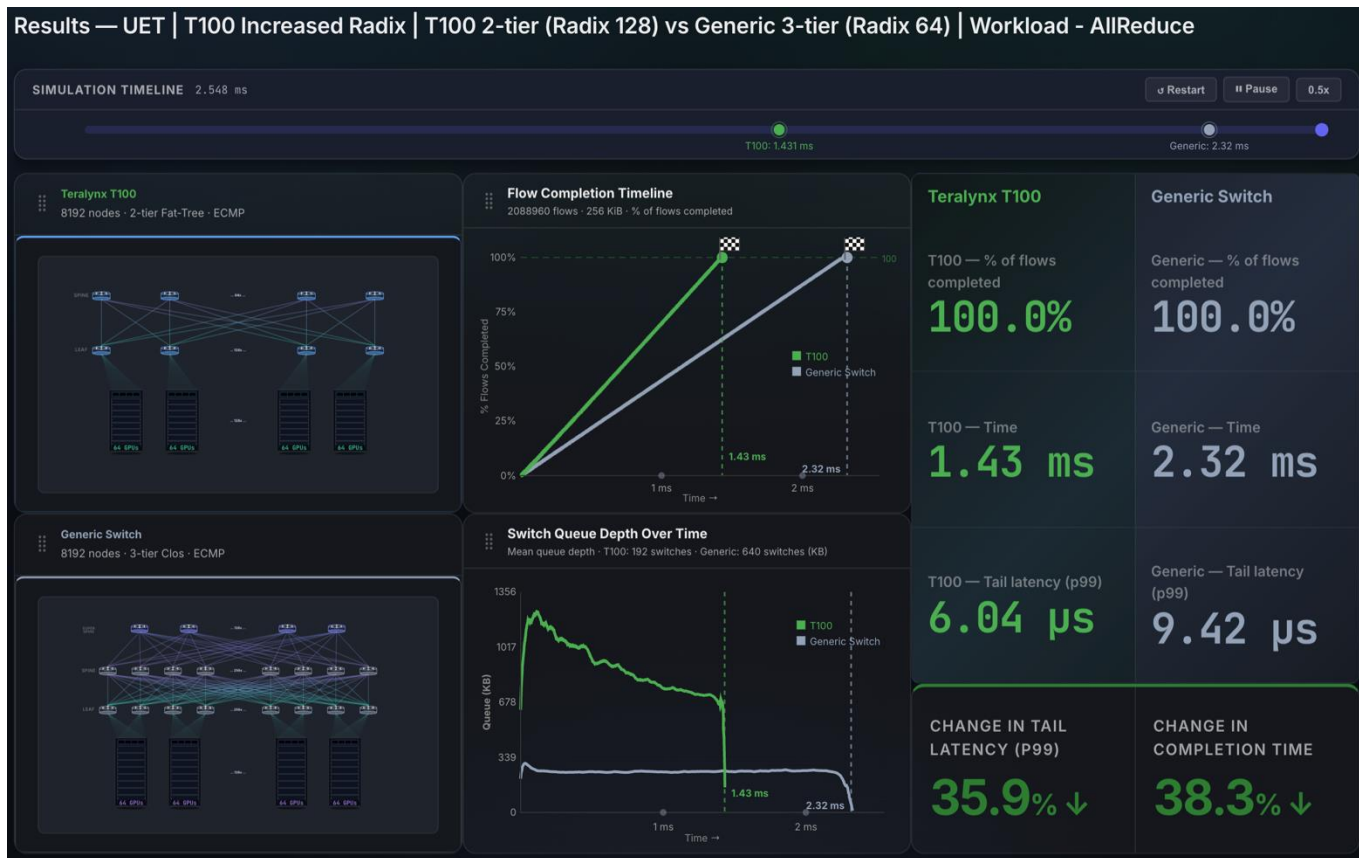 Results — UET | T100 Increased Radix | T100 2-tier (Radix 128) vs Generic 3-tier (Radix 64) | Workload - AllReduce
SIMULATION TIMELINE 2.548 ms
↺ Restart
⏸ Pause
0.5x
T100: 1.431 ms
Generic: 2.32 ms
Teralynx T100
8192 nodes · 2-tier Fat-Tree · ECMP
SPINE
LEAF
64 GPUs
64 GPUs
64 GPUs
64 GPUs
Flow Completion Timeline
2088960 flows · 256 KiB · % of flows completed
100%
100
75%
50%
25%
0%
% Flows Completed
T100
Generic Switch
1.43 ms
2.32 ms
1 ms
2 ms
Time →
Teralynx T100
Generic Switch
T100 — % of flows
completed
100.0%
Generic — % of flows
completed
100.0%
T100 — Time
1.43 ms
Generic — Time
2.32 ms
T100 — Tail latency (p99)
6.04 µs
Generic — Tail latency
(p99)
9.42 µs
Generic Switch
8192 nodes · 3-tier Clos · ECMP
SPINE
LEAF
64 GPUs
64 GPUs
64 GPUs
64 GPUs
Switch Queue Depth Over Time
Mean queue depth · T100: 192 switches · Generic: 640 switches (KB)
1356
1017
678
339
0
Queue (KB)
T100
Generic Switch
1.43 ms
2.32 ms
1 ms
2 ms
Time →
CHANGE IN TAIL
LATENCY (P99)
35.9% ↓
CHANGE IN
COMPLETION TIME
38.3% ↓